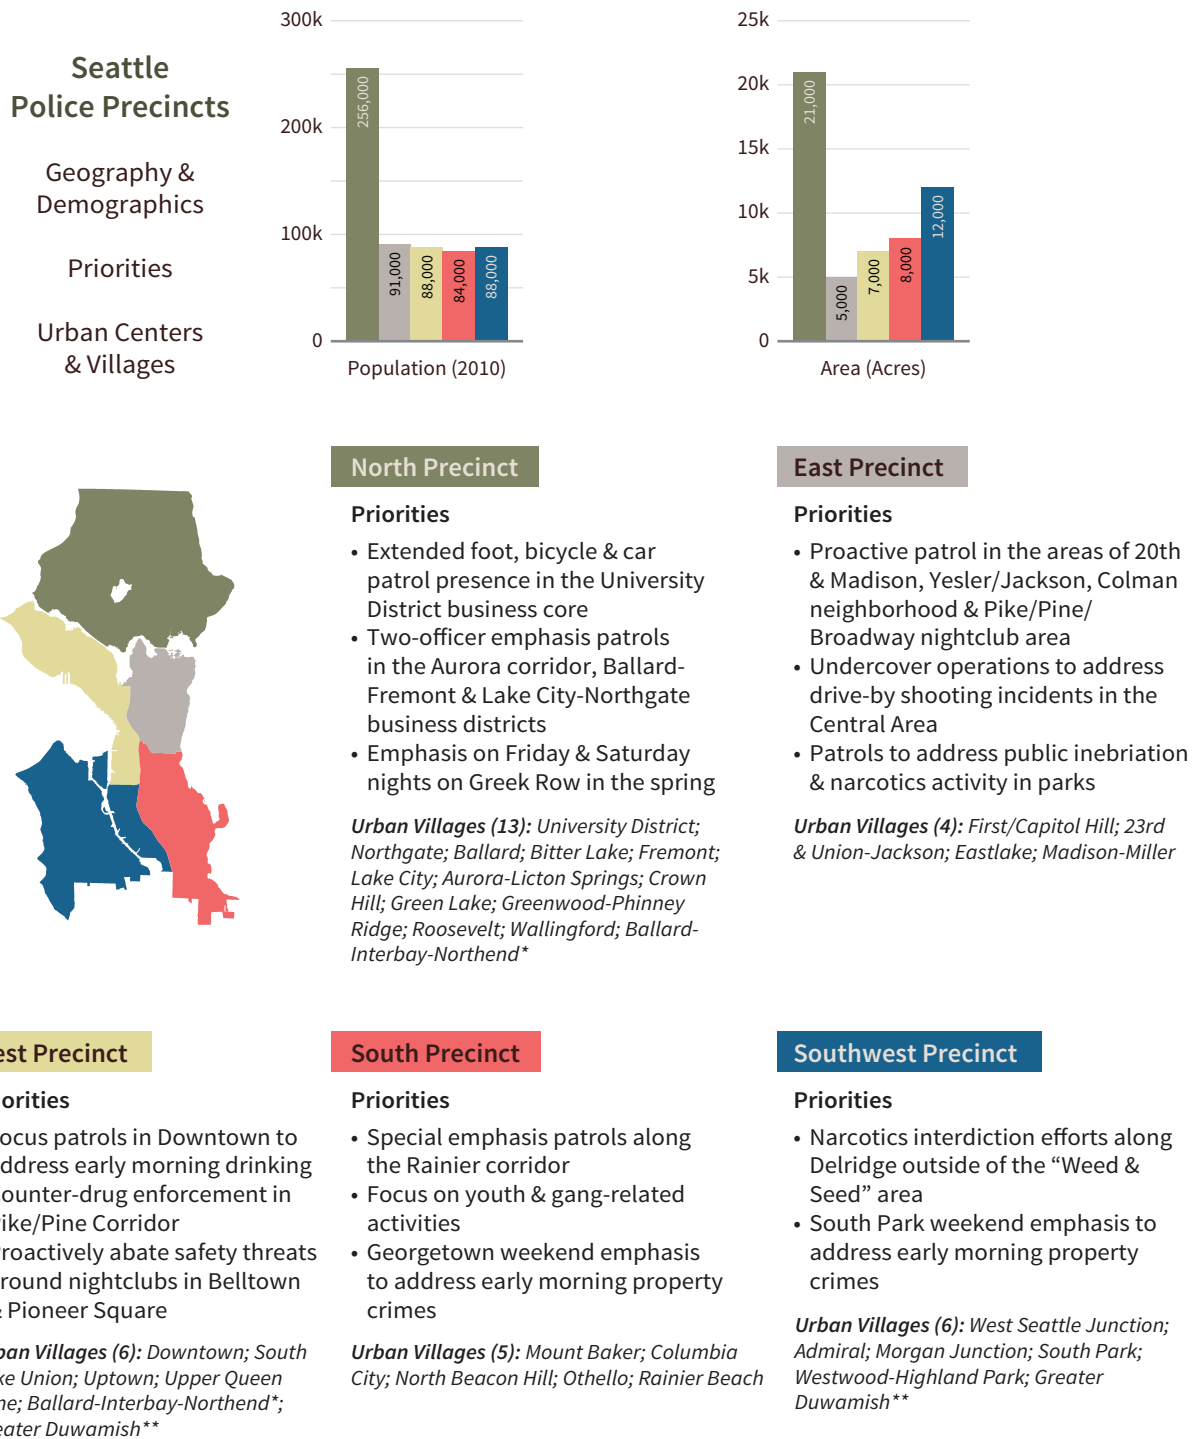 Seattle
Police Precincts
Geography &
Demographics
Priorities
Urban Centers
& Villages
300k
200k
100k
0
256,000
91,000
88,000
84,000
88,000
Population (2010)
25k
20k
15k
10k
5k
0
21,000
5,000
7,000
8,000
12,000
Area (Acres)
North Precinct
Priorities
• Extended foot, bicycle & car
patrol presence in the University
District business core
• Two-officer emphasis patrols
in the Aurora corridor, Ballard-
Fremont & Lake City-Northgate
business districts
• Emphasis on Friday & Saturday
nights on Greek Row in the spring
Urban Villages (13): University District;
Northgate; Ballard; Bitter Lake; Fremont;
Lake City; Aurora-Licton Springs; Crown
Hill; Green Lake; Greenwood-Phinney
Ridge; Roosevelt; Wallingford; Ballard-
Interbay-Northend*
East Precinct
Priorities
• Proactive patrol in the areas of 20th
& Madison, Yesler/Jackson, Colman
neighborhood & Pike/Pine/
Broadway nightclub area
• Undercover operations to address
drive-by shooting incidents in the
Central Area
• Patrols to address public inebriation
& narcotics activity in parks
Urban Villages (4): First/Capitol Hill; 23rd
& Union-Jackson; Eastlake; Madison-Miller
est Precinct
orities
ocus patrols in Downtown to
ddress early morning drinking
ounter-drug enforcement in
ike/Pine Corridor
roactively abate safety threats
round nightclubs in Belltown
& Pioneer Square
ban Villages (6): Downtown; South
ke Union; Uptown; Upper Queen
ne; Ballard-Interbay-Northend*;
eater Duwamish**
South Precinct
Priorities
• Special emphasis patrols along
the Rainier corridor
• Focus on youth & gang-related
activities
• Georgetown weekend emphasis
to address early morning property
crimes
Urban Villages (5): Mount Baker; Columbia
City; North Beacon Hill; Othello; Rainier Beach
Southwest Precinct
Priorities
• Narcotics interdiction efforts along
Delridge outside of the “Weed &
Seed” area
• South Park weekend emphasis to
address early morning property
crimes
Urban Villages (6): West Seattle Junction;
Admiral; Morgan Junction; South Park;
Westwood-Highland Park; Greater
Duwamish**